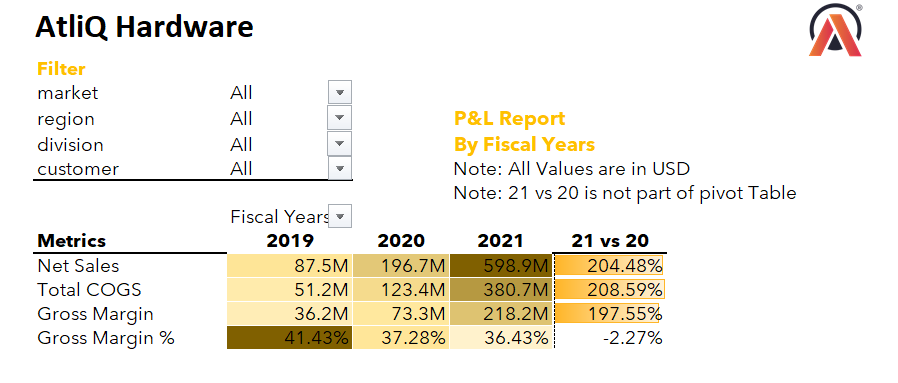 AtliQ Hardware
®
Filter
market All
region All
division All
customer All
P&L Report
By Fiscal Years
Note: All Values are in USD
Note: 21 vs 20 is not part of pivot Table
Fiscal Years
Metrics 2019 2020 2021 21 vs 20
Net Sales 87.5M 196.7M 598.9M 204.48%
Total COGS 51.2M 123.4M 380.7M 208.59%
Gross Margin 36.2M 73.3M 218.2M 197.55%
Gross Margin % 41.43% 37.28% 36.43% -2.27%